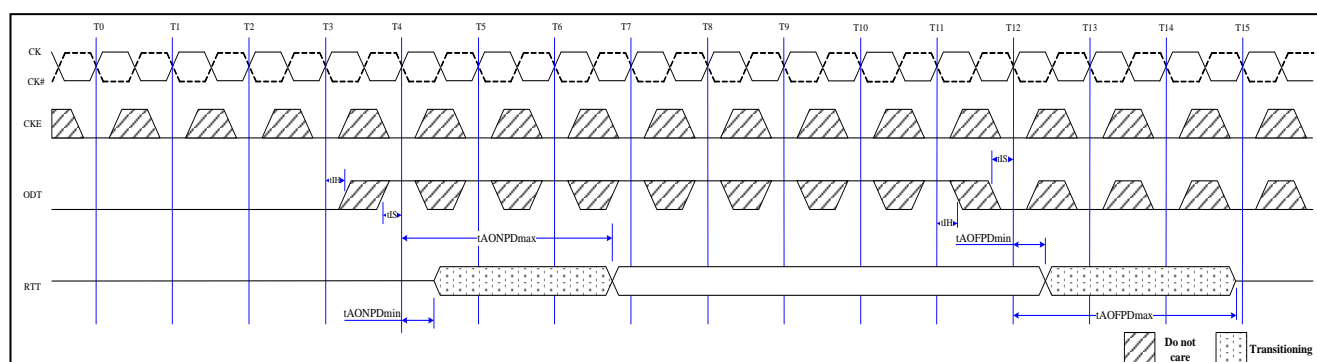 T0 T1 T2 T3 T4 T5 T6 T7 T8 T9 T10 T11 T12 T13 T14 T15
CK
CK#
CKE
tIS
tIH
ODT
tIS
tIH
tAONPDmax
tAOFPDmin
RTT
tAONPDmin
tAOFPDmax
Do not
care
Transitioning